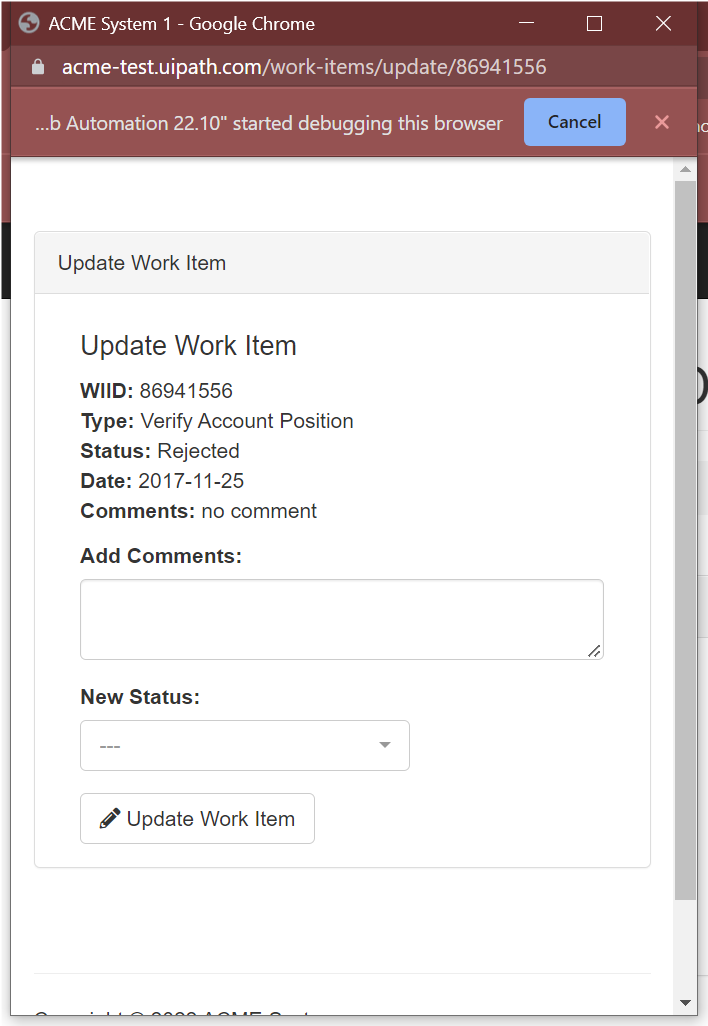 ACME System 1 - Google Chrome
acme-test.uipath.com/work-items/update/86941556
...b Automation 22.10" started debugging this browser
Cancel
Update Work Item
Update Work Item
WIID: 86941556
Type: Verify Account Position
Status: Rejected
Date: 2017-11-25
Comments: no comment
Add Comments:
New Status:
---
Update Work Item